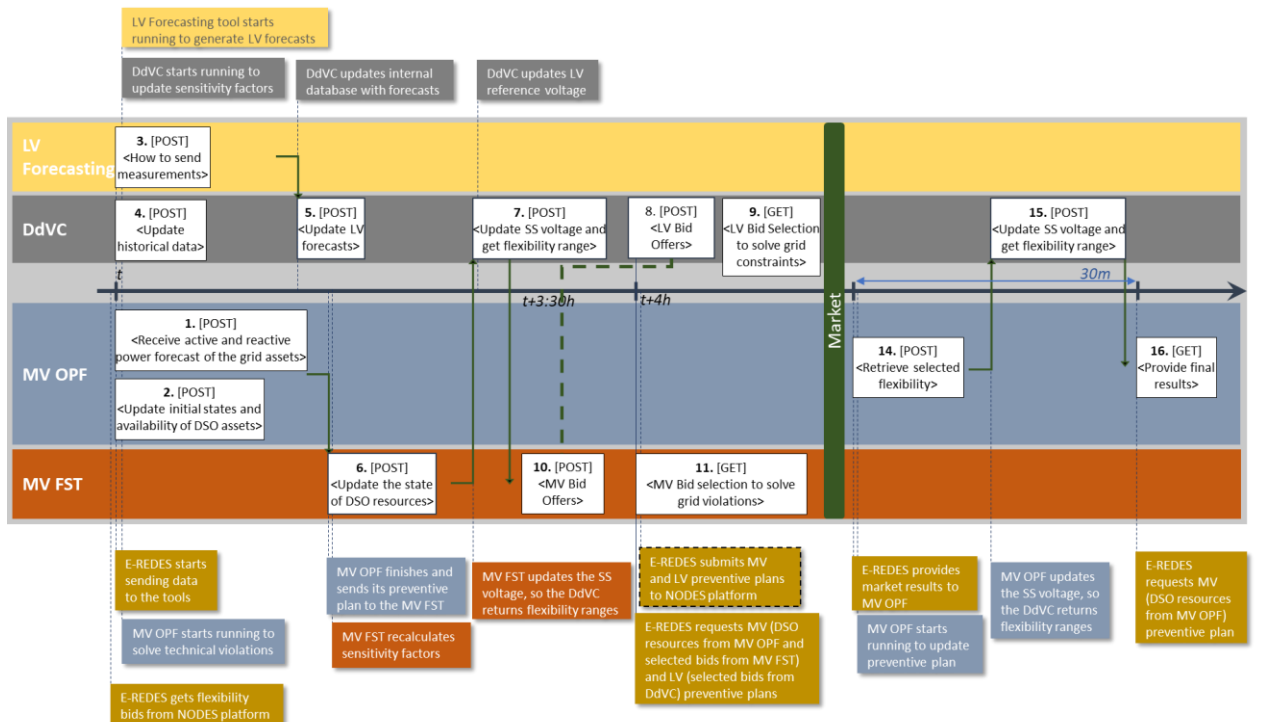 LV Forecasting tool starts
running to generate LV forecasts
DdVC starts running to
update sensitivity factors
DdVC updates internal
database with forecasts
DdVC updates LV
reference voltage
LV
Forecasting
3. [POST]
<How to send
measurements>
DdVC
4. [POST]
<Update
historical data>
5. [POST]
<Update LV
forecasts>
7. [POST]
<Update SS voltage and
get flexibility range>
8. [POST]
<LV Bid
Offers>
9. [GET]
<LV Bid Selection
to solve grid
constraints>
15. [POST]
<Update SS voltage and
get flexibility range>
t
t+3:30h
t+4h
30m
Market
MV OPF
1. [POST]
<Receive active and reactive
power forecast of the grid assets>
2. [POST]
<Update initial states and
availability of DSO assets>
14. [POST]
<Retrieve selected
flexibility>
16. [GET]
<Provide final
results>
MV FST
6. [POST]
<Update the state
of DSO resources>
10. [POST]
<MV Bid
Offers>
11. [GET]
<MV Bid selection to solve
grid violations>
E-REDES starts
sending data
to the tools
MV OPF starts running to
solve technical violations
E-REDES gets flexibility
bids from NODES platform
MV OPF finishes and
sends its preventive
plan to the MV FST
MV FST recalculates
sensitivity factors
MV FST updates the SS
voltage, so the DdVC
returns flexibility ranges
E-REDES submits MV
and LV preventive plans
to NODES platform
E-REDES requests MV (DSO
resources from MV OPF and
selected bids from MV FST)
and LV (selected bids from
DdVC) preventive plans
E-REDES provides
market results to
MV OPF
MV OPF starts
running to update
preventive plan
MV OPF updates
the SS voltage, so
the DdVC returns
flexibility ranges
E-REDES
requests MV
(DSO resources
from MV OPF)
preventive plan